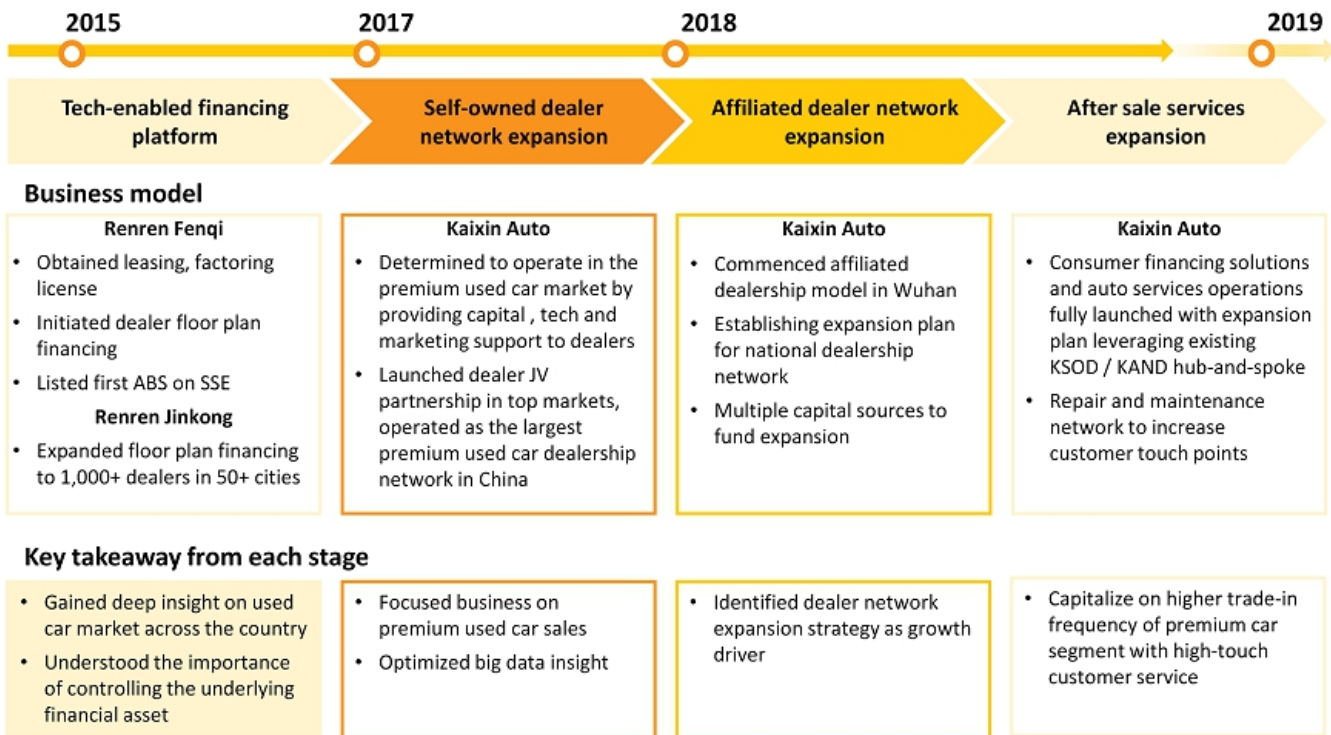 2015
2017
2018
2019
Tech-enabled financing
platform
Self-owned dealer
network expansion
Affiliated dealer network
expansion
After sale services
expansion
Business model
Renren Fenqi
• Obtained leasing, factoring
license
• Initiated dealer floor plan
financing
• Listed first ABS on SSE
Renren Jinkong
• Expanded floor plan financing
to 1,000+ dealers in 50+ cities
Kaixin Auto
• Determined to operate in the
premium used car market by
providing capital , tech and
marketing support to dealers
• Launched dealer JV
partnership in top markets,
operated as the largest
premium used car dealership
network in China
Kaixin Auto
• Commenced affiliated
dealership model in Wuhan
• Establishing expansion plan
for national dealership
network
• Multiple capital sources to
fund expansion
Kaixin Auto
• Consumer financing solutions
and auto services operations
fully launched with expansion
plan leveraging existing
KSOD / KAND hub-and-spoke
• Repair and maintenance
network to increase
customer touch points
Key takeaway from each stage
• Gained deep insight on used
car market across the country
• Understood the importance
of controlling the underlying
financial asset
• Focused business on
premium used car sales
• Optimized big data insight
• Identified dealer network
expansion strategy as growth
driver
• Capitalize on higher trade-in
frequency of premium car
segment with high-touch
customer service